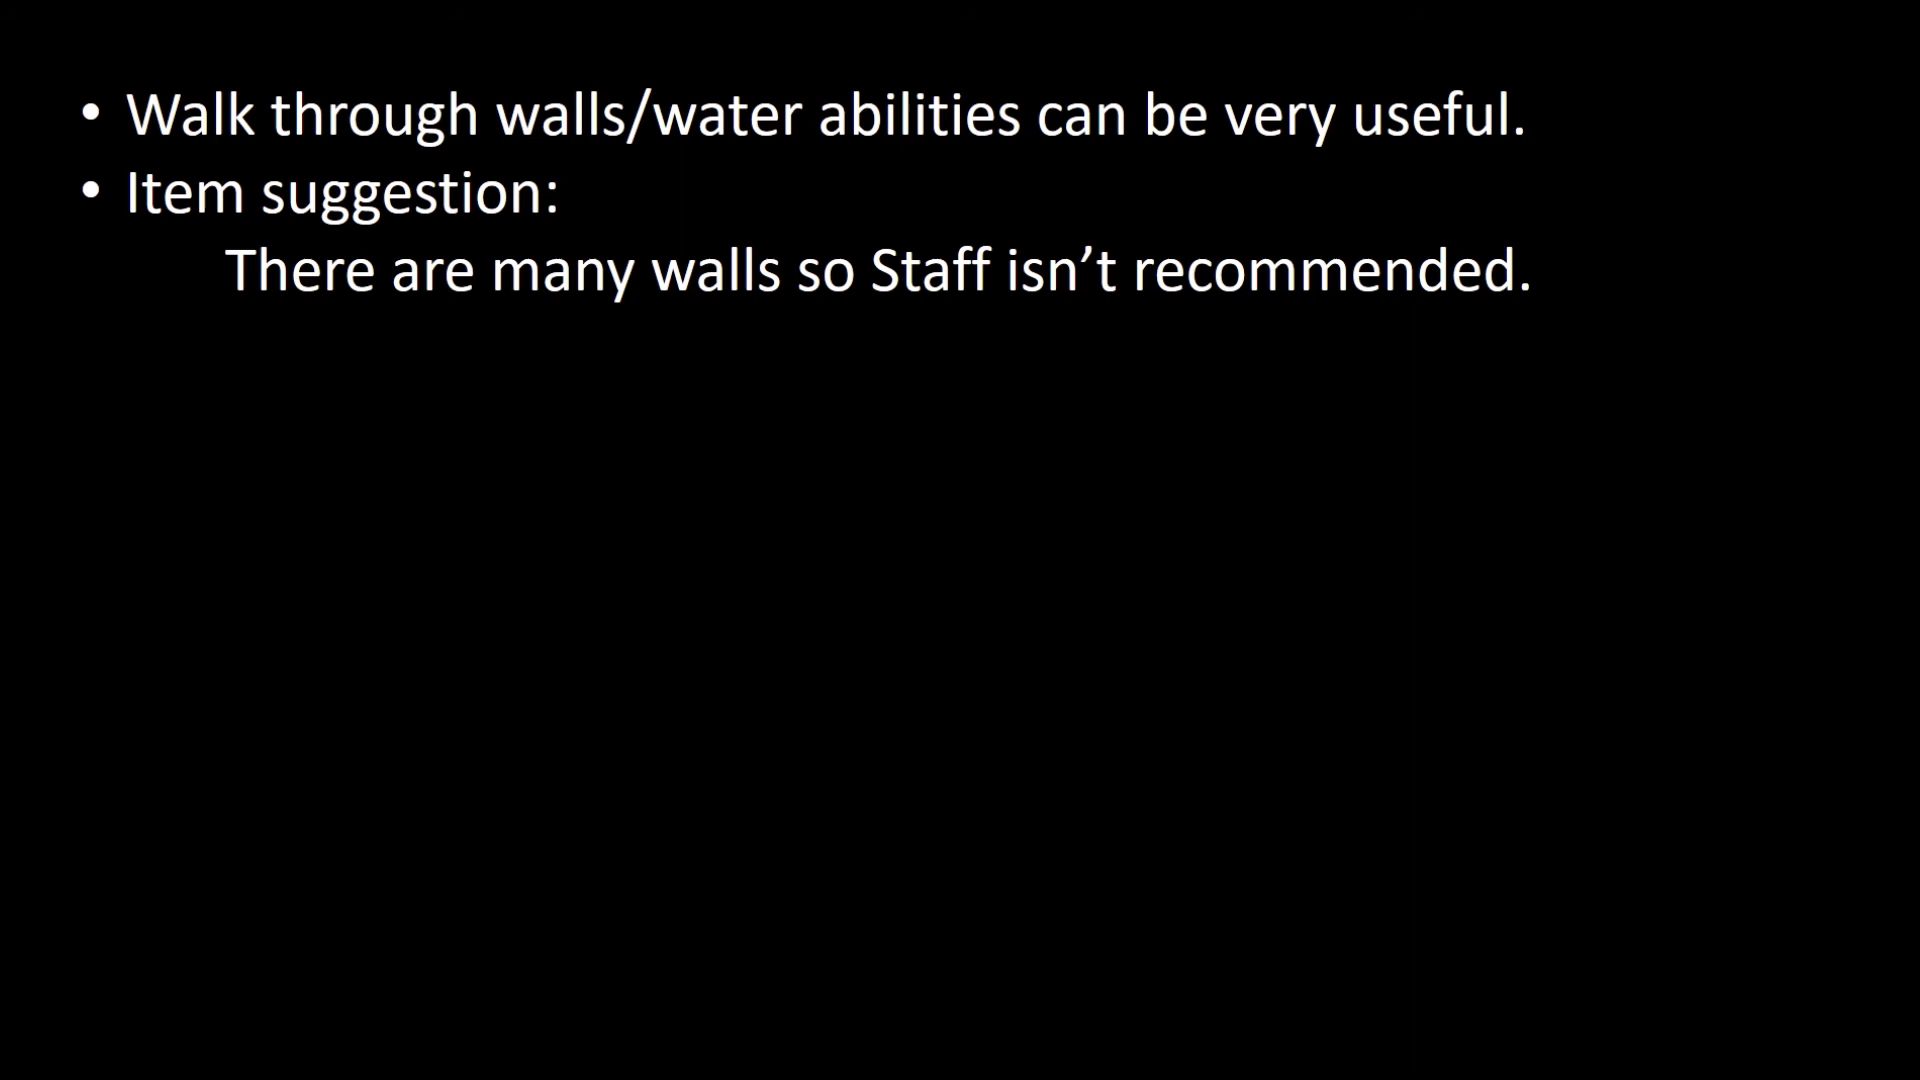 • Walk through walls/water abilities can be very useful.
• Item suggestion:
There are many walls so Staff isn’t recommended.